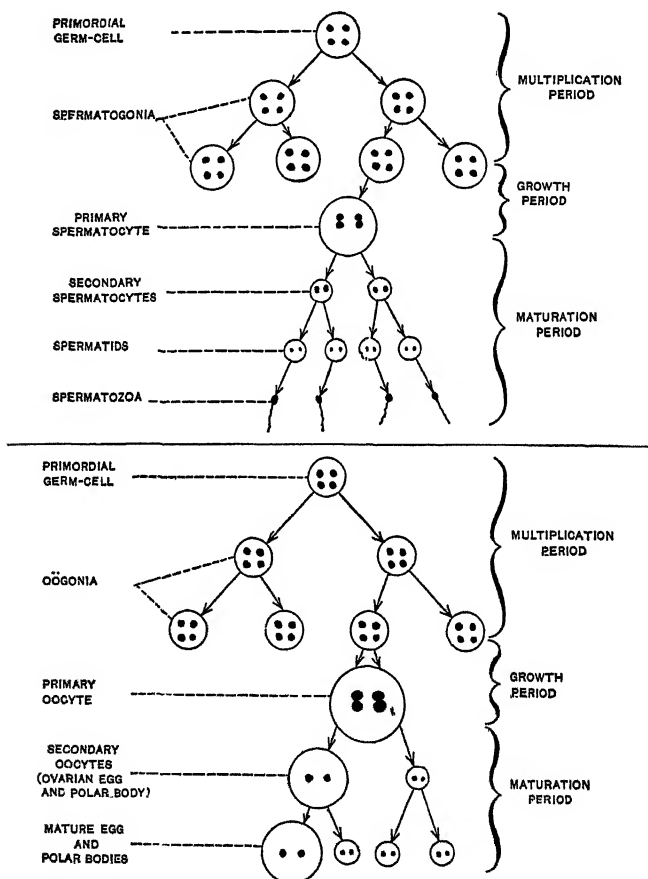 PRIMORDIAL
GERM-CELL
MULTIPLICATION
PERIOD
SPERMATOGONIA
GROWTH
PERIOD
PRIMARY
SPERMATOCYTE
SECONDARY
SPERMATOCYTES
MATURATION
PERIOD
SPERMATIDS
SPERMATOZOA
PRIMORDIAL
GERM-CELL
MULTIPLICATION
PERIOD
OÖGONIA
GROWTH
PERIOD
PRIMARY
OOCYTE
SECONDARY
OOCYTES
(OVARIAN EGG
AND POLAR BODY)
MATURATION
PERIOD
MATURE EGG
AND
POLAR BODIES